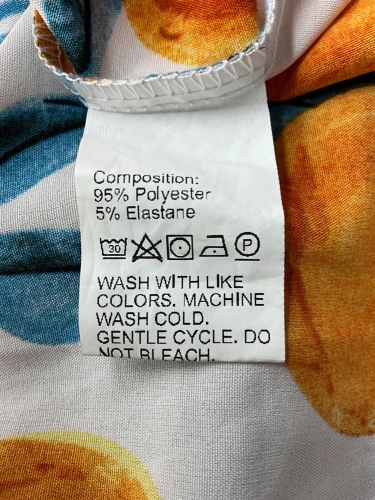 Composition:
95% Polyester
5% Elastane
30 P
WASH WITH LIKE
COLORS. MACHINE
WASH COLD.
GENTLE CYCLE. DO
NOT BLEACH.